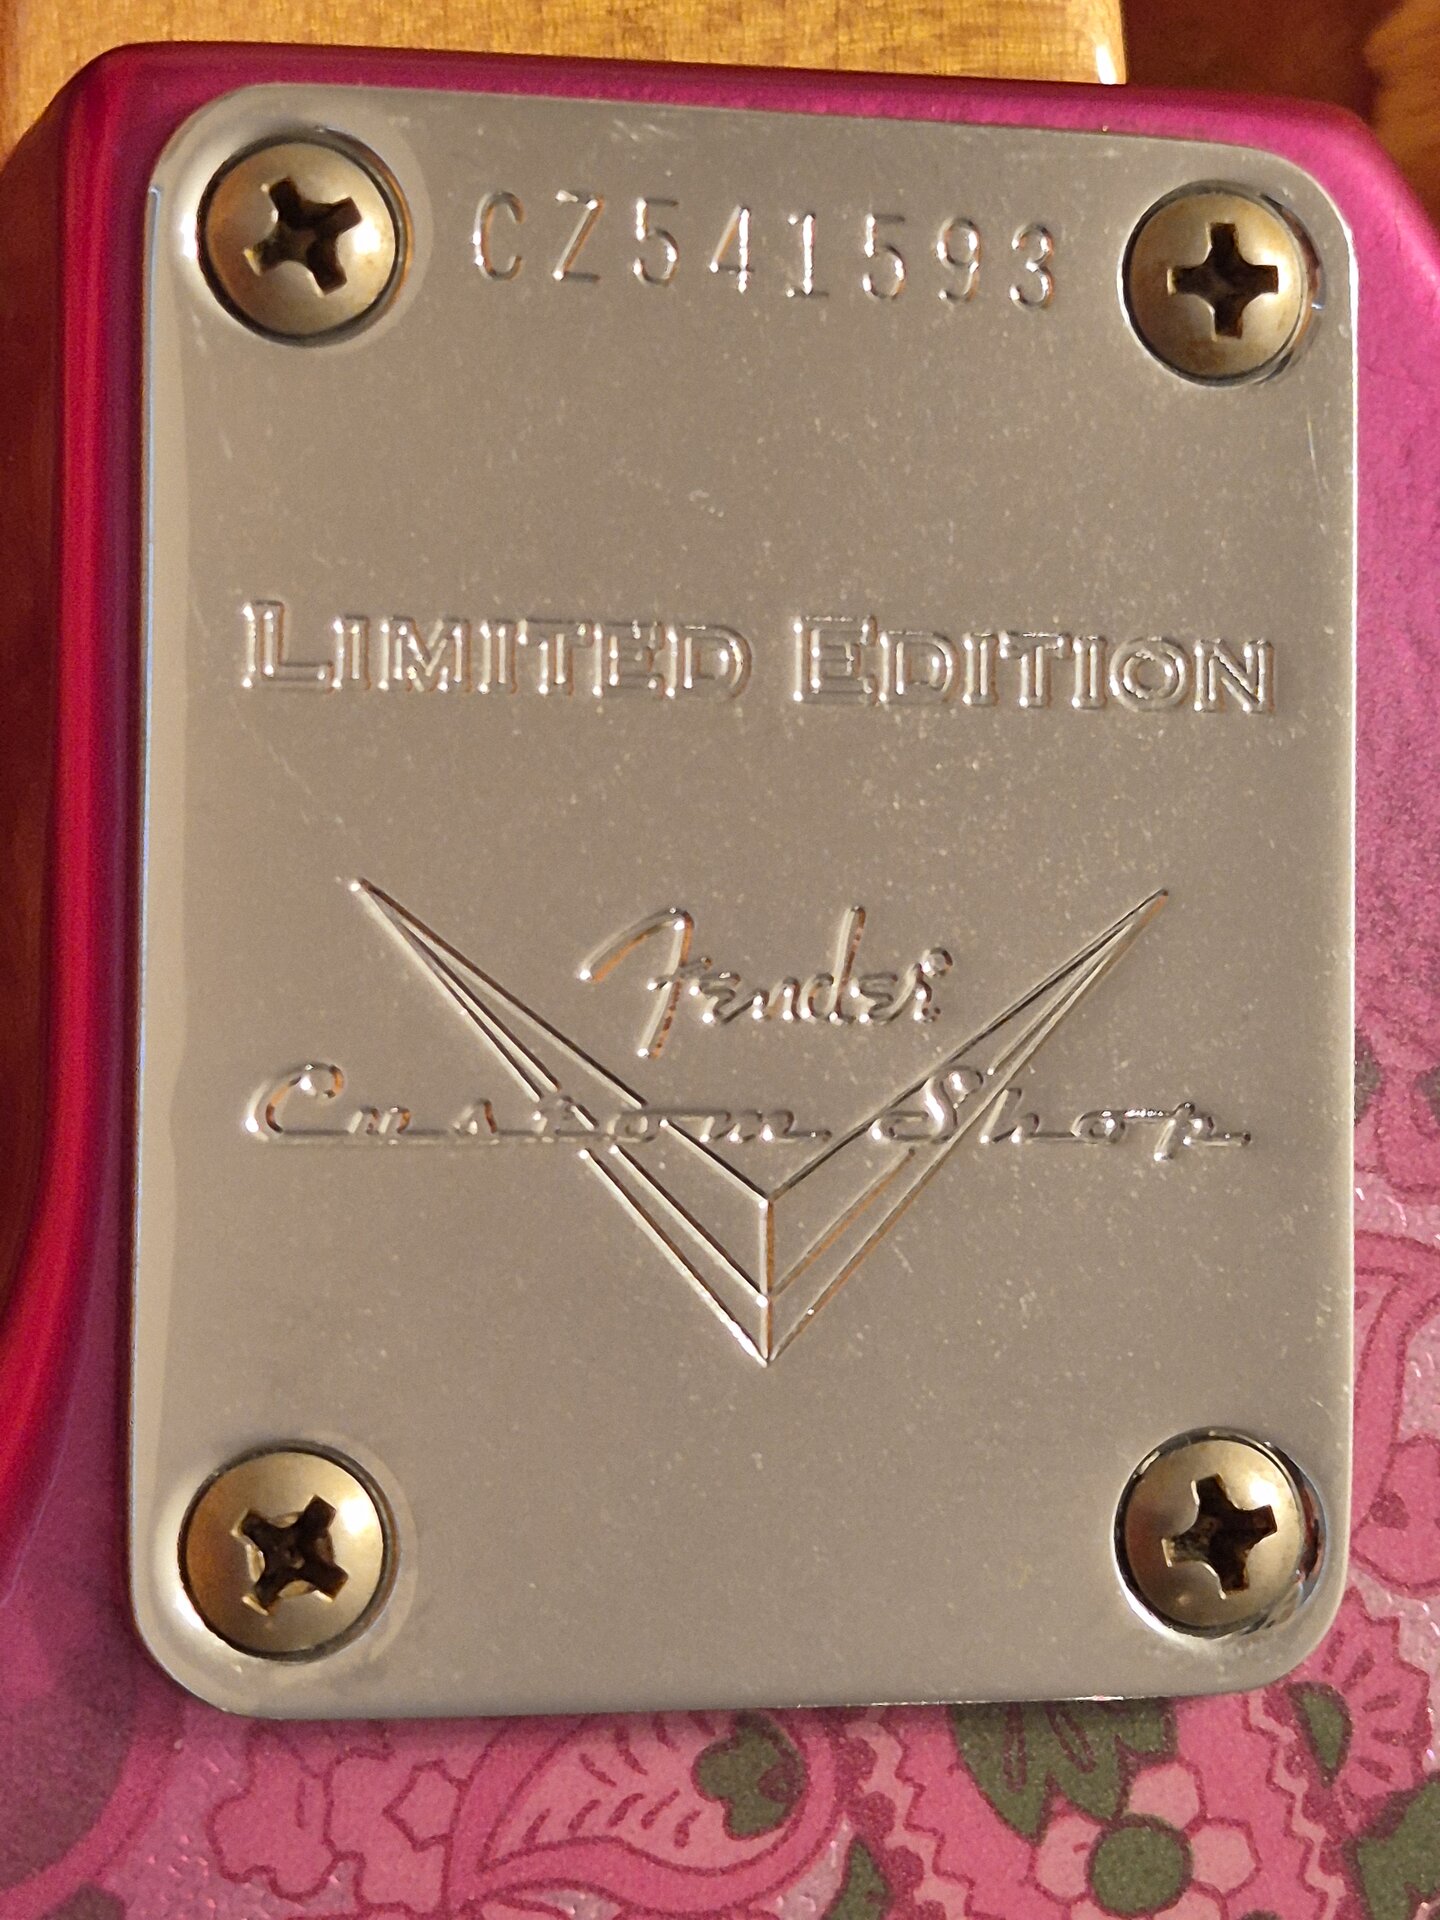 CZ541593
LIMITED EDITION
Fender
Custom Shop